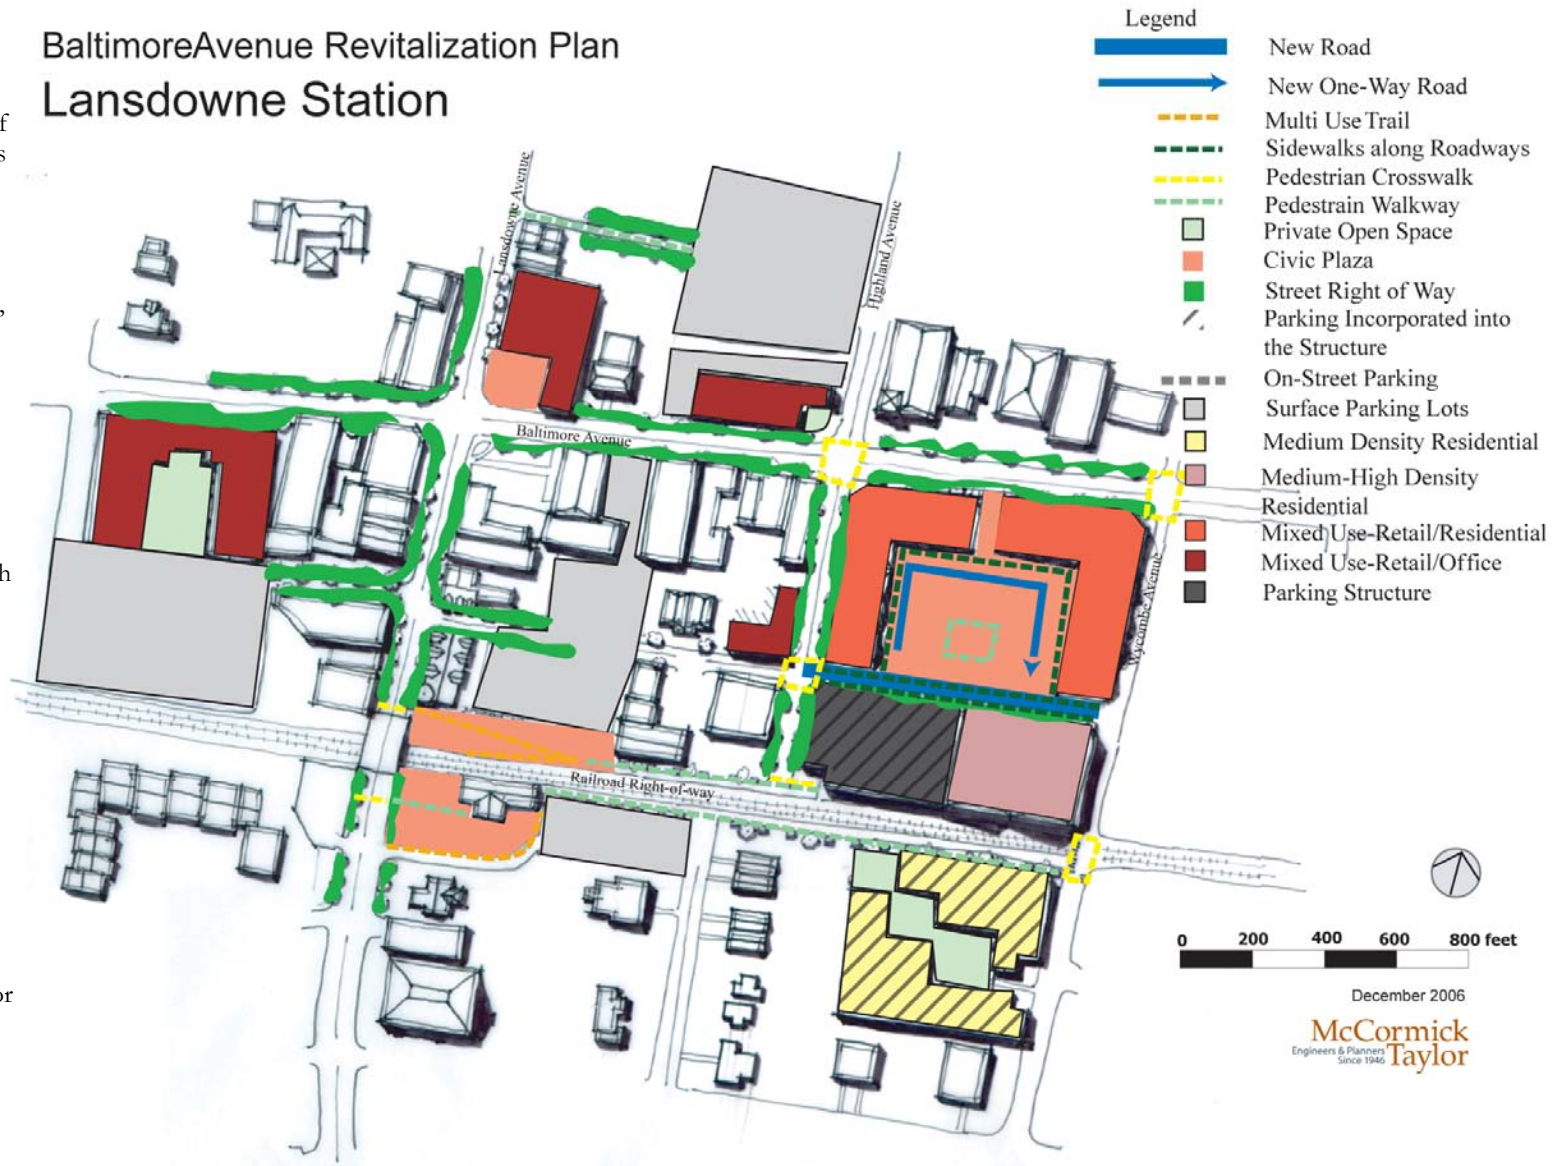 BaltimoreAvenue Revitalization Plan
Lansdowne Station
f
s
,
h
or
Legend
New Road
New One-Way Road
Multi Use Trail
Sidewalks along Roadways
Pedestrian Crosswalk
Pedestrain Walkway
Private Open Space
Civic Plaza
Street Right of Way
Parking Incorporated into
the Structure
On-Street Parking
Surface Parking Lots
Medium Density Residential
Medium-High Density
Residential
Mixed Use-Retail/Residential
Mixed Use-Retail/Office
Parking Structure
Lansdowne Avenue
Highland Avenue
Baltimore Avenue
Wycombe Avenue
Railroad Right-of-way
0 200 400 600 800 feet
December 2006
McCormick
Engineers & Planners
Since 1946
Taylor